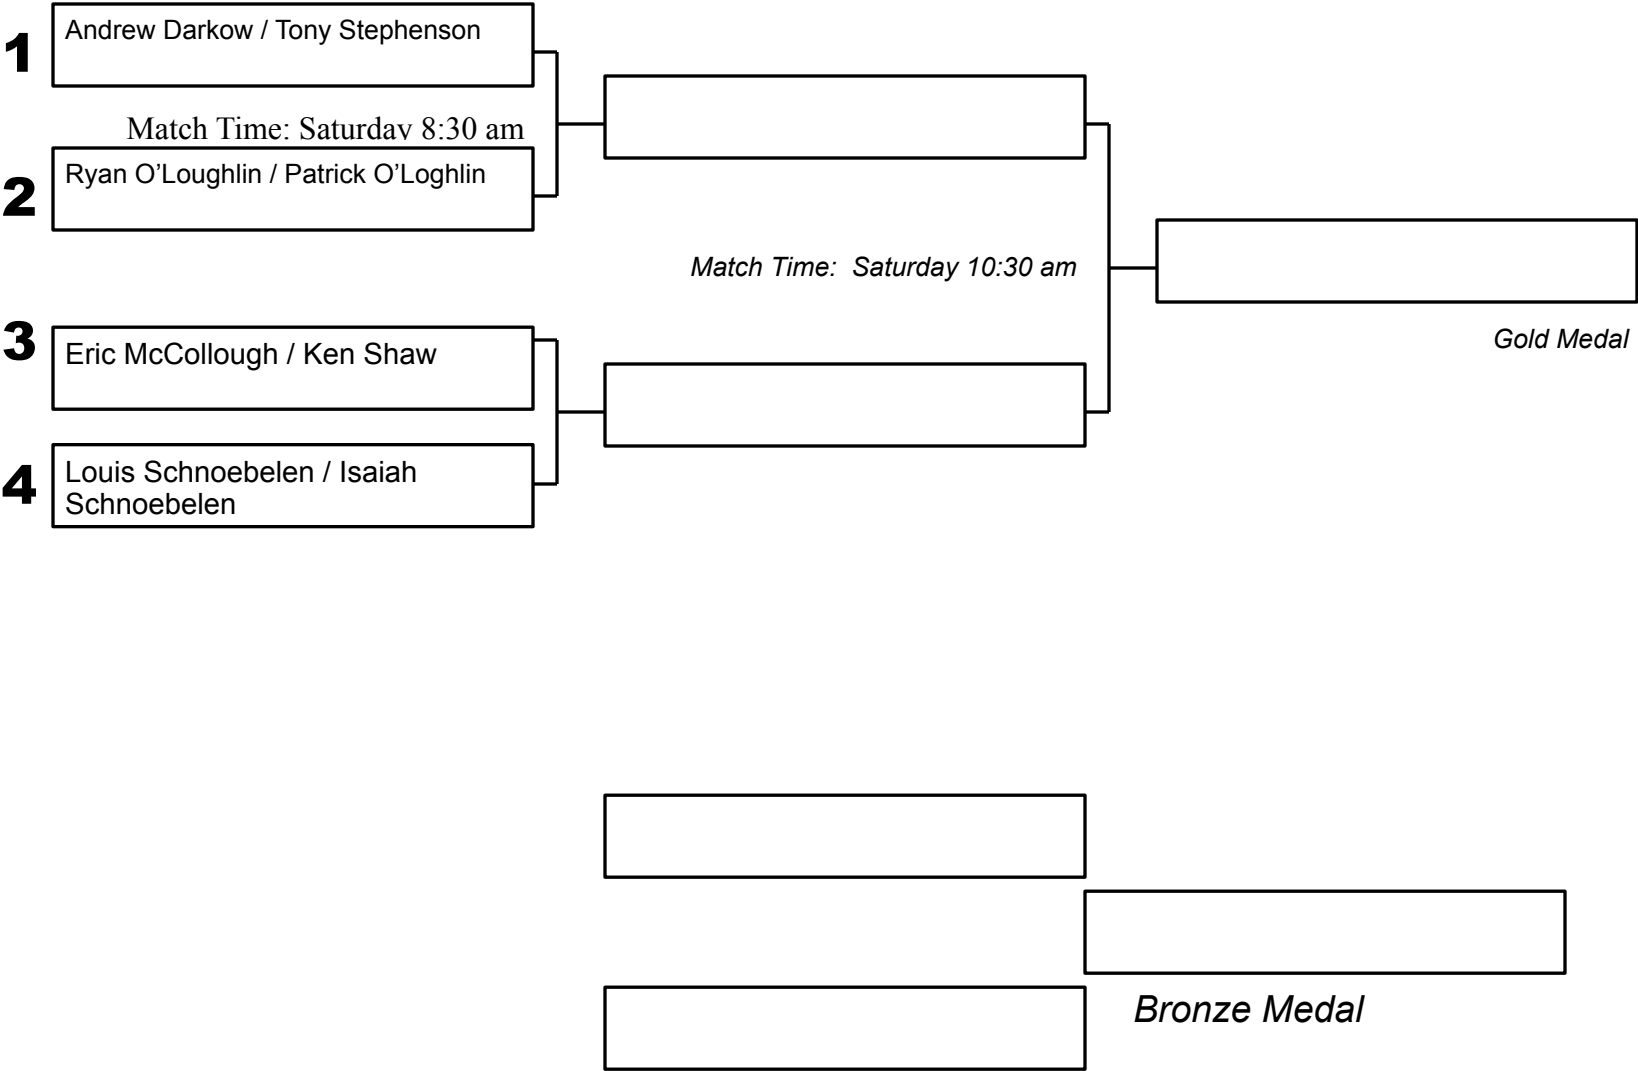 1
Andrew Darkow / Tony Stephenson
Match Time: Saturday 8:30 am
2
Ryan O’Loughlin / Patrick O’Loghlin
Match Time:  Saturday 10:30 am
Gold Medal
3
Eric McCollough / Ken Shaw
4
Louis Schnoebelen / Isaiah
Schnoebelen
Bronze Medal